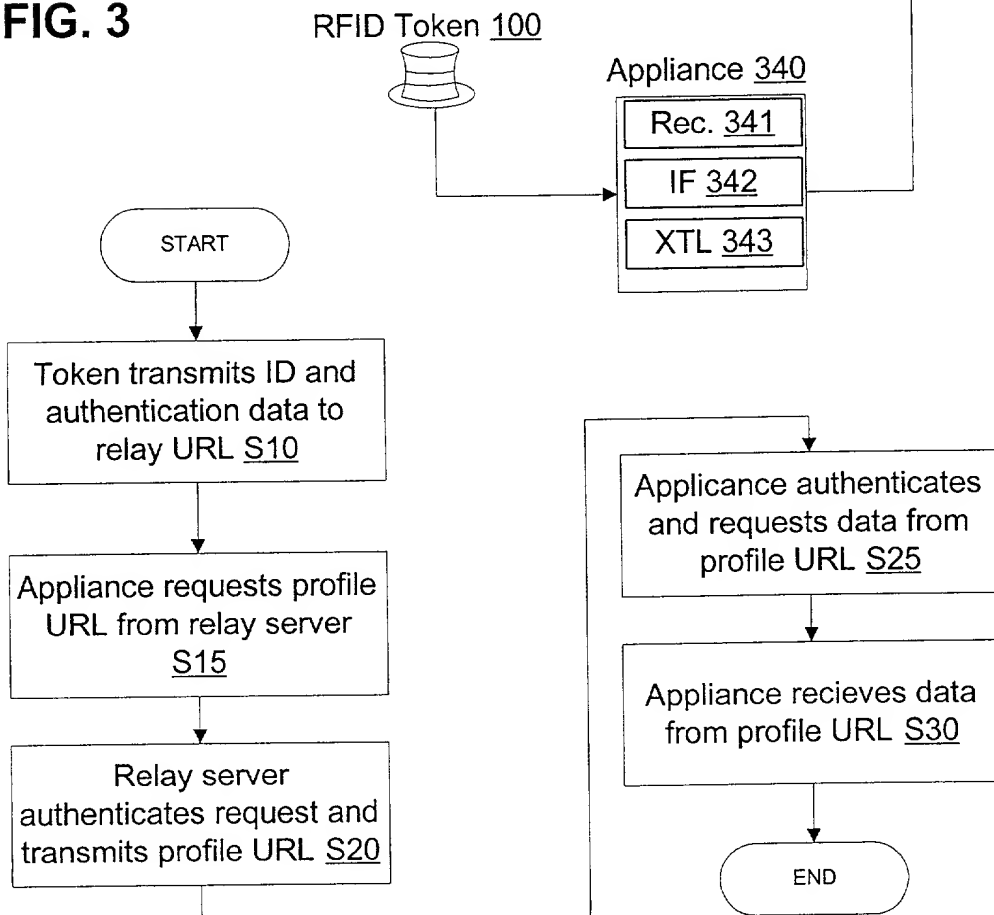 FIG. 3
RFID Token 100
Appliance 340
Rec. 341
IF 342
XTL 343
START
Token transmits ID and
authentication data to
relay URL S10
Appliance requests profile
URL from relay server
S15
Relay server
authenticates request and
transmits profile URL S20
Applicance authenticates
and requests data from
profile URL S25
Appliance recieves data
from profile URL S30
END